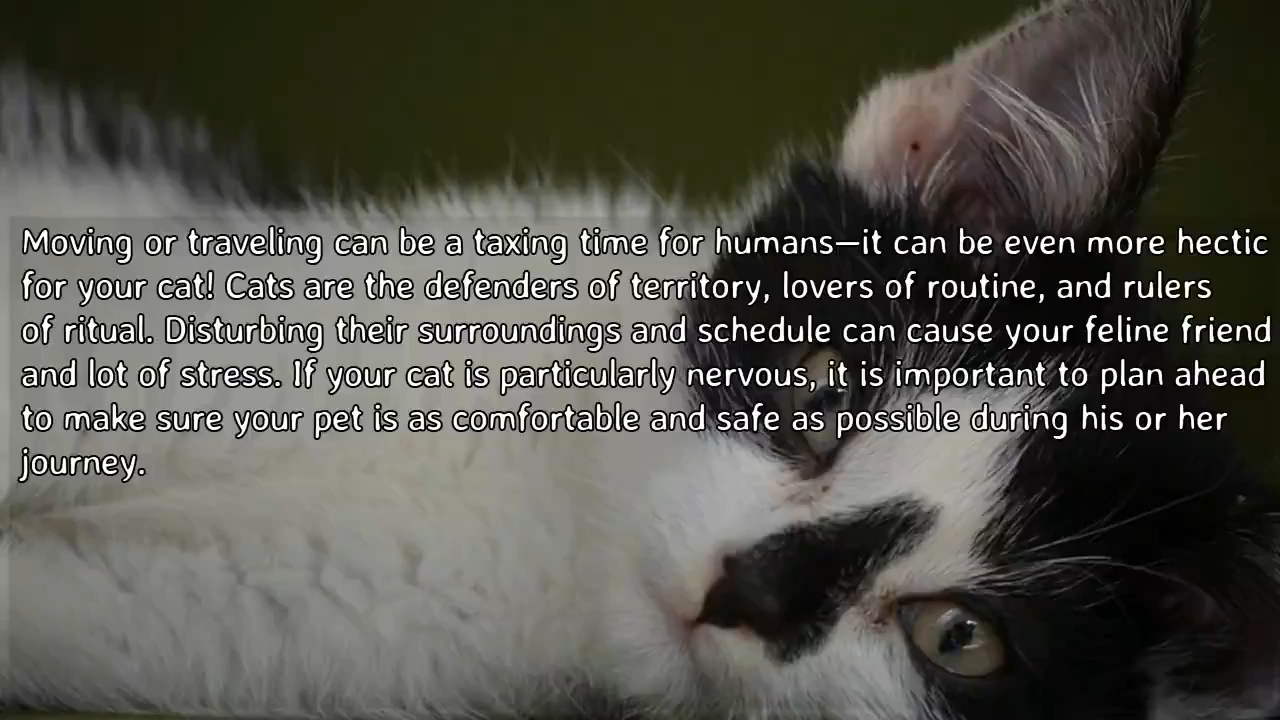 Moving or traveling can be a taxing time for humans—it can be even more hectic
for your cat! Cats are the defenders of territory, lovers of routine, and rulers
of ritual. Disturbing their surroundings and schedule can cause your feline friend
and lot of stress. If your cat is particularly nervous, it is important to plan ahead
to make sure your pet is as comfortable and safe as possible during his or her
journey.